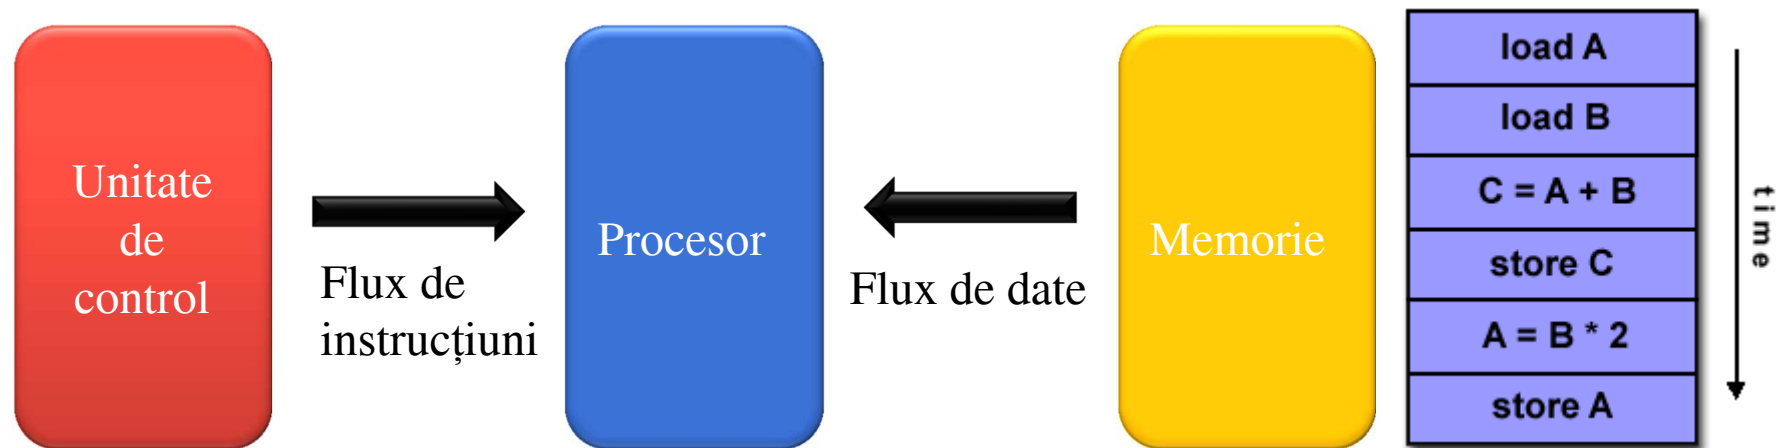 Unitate
de
control
Flux de
instrucțiuni
Procesor
Flux de date
Memorie
load A
load B
C = A + B
store C
A = B * 2
store A
time